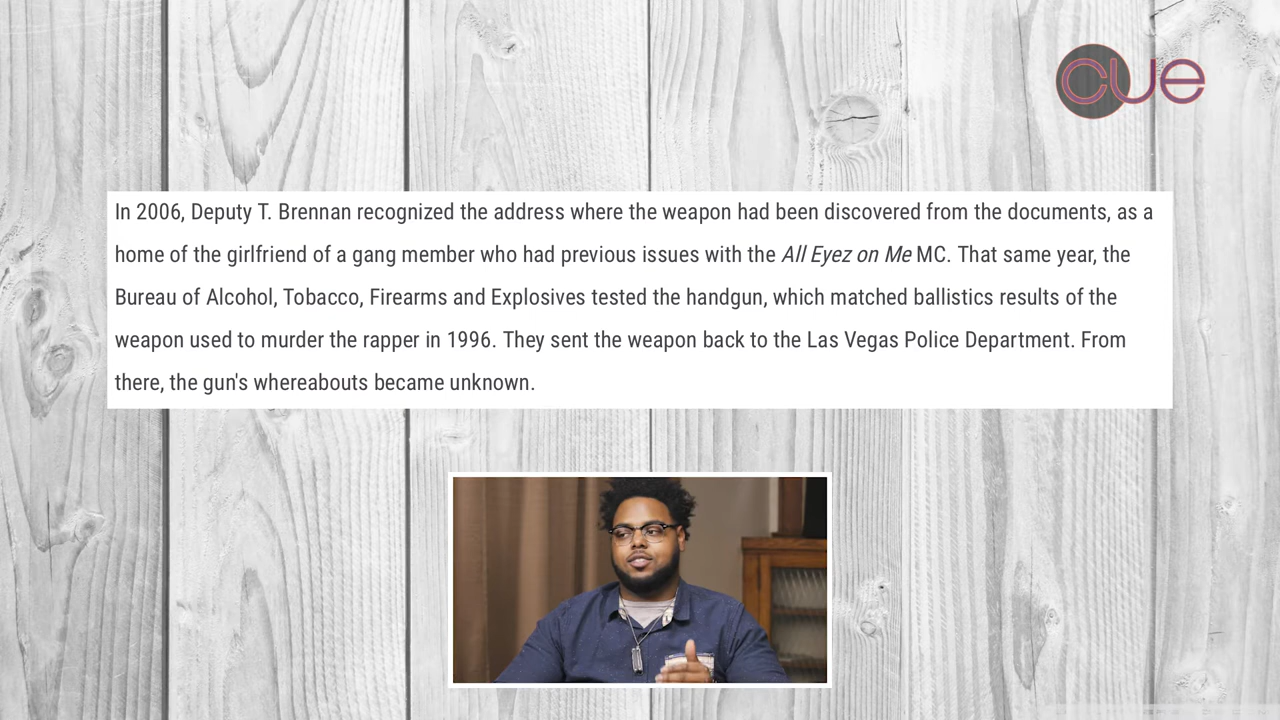 cue
In 2006, Deputy T. Brennan recognized the address where the weapon had been discovered from the documents, as a
home of the girlfriend of a gang member who had previous issues with the All Eyez on Me MC. That same year, the
Bureau of Alcohol, Tobacco, Firearms and Explosives tested the handgun, which matched ballistics results of the
weapon used to murder the rapper in 1996. They sent the weapon back to the Las Vegas Police Department. From
there, the gun's whereabouts became unknown.